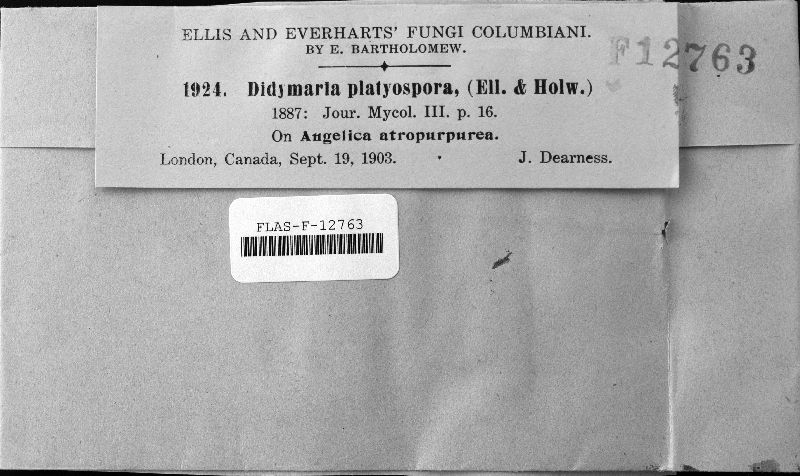 ELLIS AND EVERHARTS' FUNGI COLUMBIANI.
BY E. BARTHOLOMEW.
F12763
1924. Didymaria platyospora, (Ell. & Holw.)
1887: Jour. Mycol. III. p. 16.
On Angelica atropurpurea.
London, Canada, Sept. 19, 1903. J. Dearness.
FLAS-F-12763